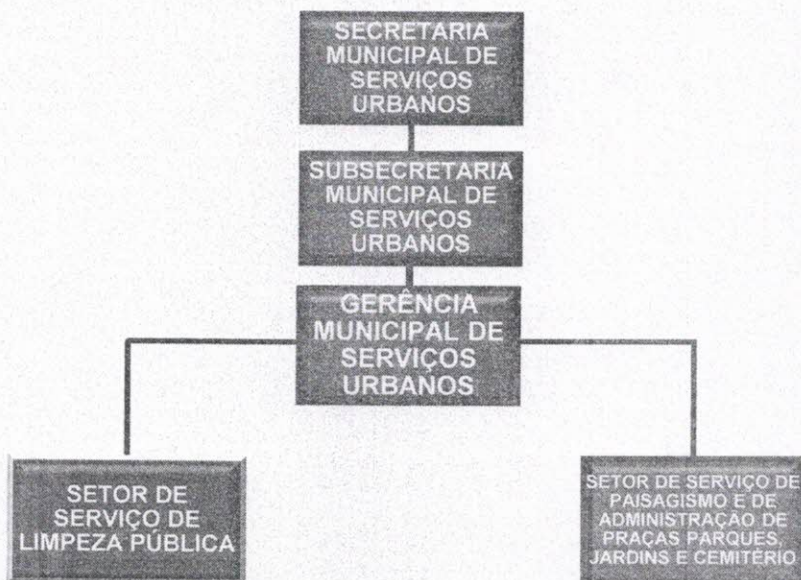 SECRETARIA
MUNICIPAL DE
SERVIÇOS
URBANOS
SUBSECRETARIA
MUNICIPAL DE
SERVIÇOS
URBANOS
GERÊNCIA
MUNICIPAL DE
SERVIÇOS
URBANOS
SETOR DE
SERVIÇO DE
LIMPEZA PÚBLICA
SETOR DE SERVIÇO DE
PAISAGISMO E DE
ADMINISTRAÇÃO DE
PRAÇAS PARQUES,
JARDINS E CEMITÉRIO